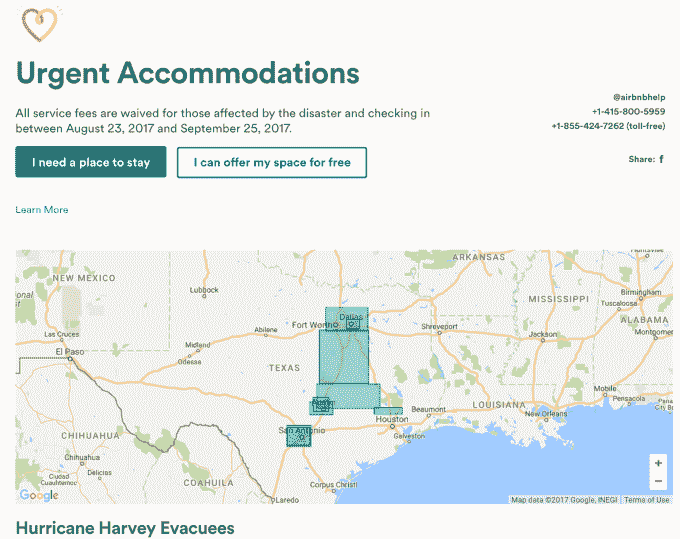 Urgent Accommodations
All service fees are waived for those affected by the disaster and checking in
between August 23, 2017 and September 25, 2017.
I need a place to stay
I can offer my space for free
@airbnbhelp
+1-415-800-5959
+1-855-424-7262 (toll-free)
Share: f
Learn More
ARKANSAS
Huntsville
NEW MEXICO
Lubbock
MISSISSIPPI
Birmingham
Tuscaloosa
ALABAMA
Dallas
Fort Worth
Abilene
Shreveport
Jackson
Montgomer
Las Cruces
El Paso
Midland
Odessa
TEXAS
Mobile
Pensacola
LOUISIANA
Beaumont
New Orleans
Houston
Galveston
San Antonio
CHIHUAHUA
Chihuahua
Ciudad
Cuauhtemoc
Delicias
COAHUILA
Corpus Christi
Laredo
+
−
Google
Map data ©2017 Google, INEGI
Terms of Use
Hurricane Harvey Evacuees